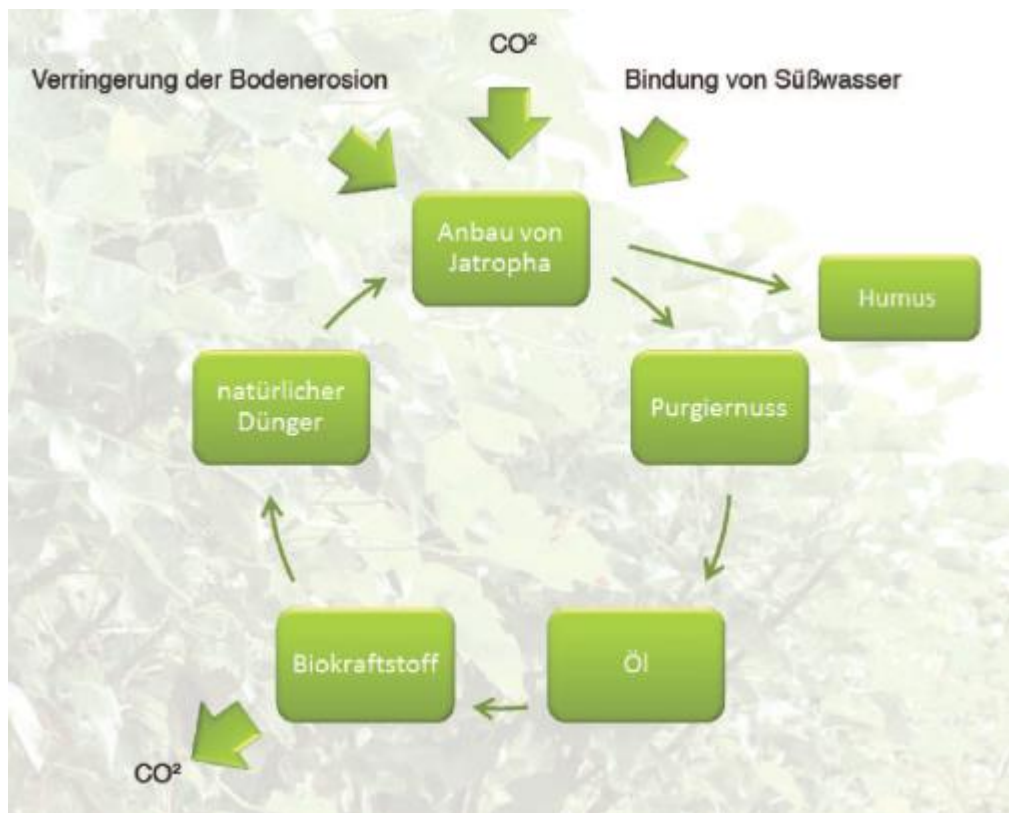 CO²
Verringerung der Bodenerosion
Bindung von Süßwasser
Anbau von
Jatropha
Humus
natürlicher
Dünger
Purgiernuss
Biokraftstoff
Öl
CO²